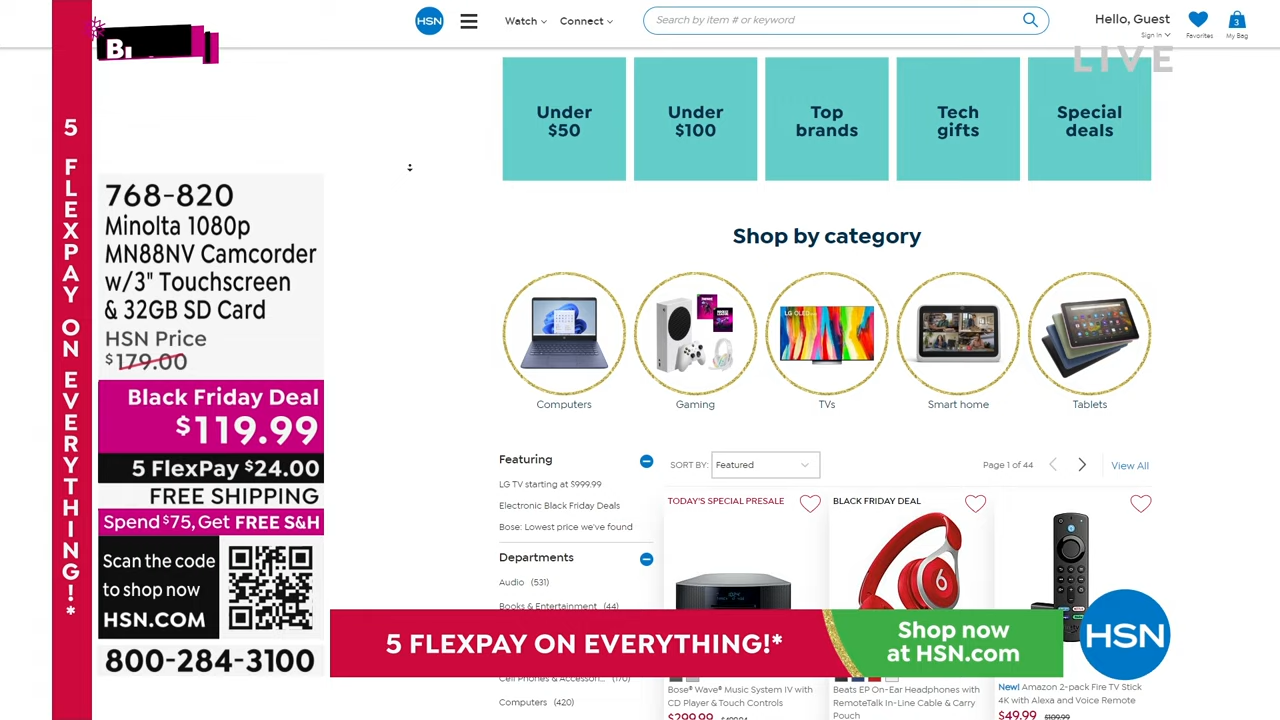 HSN
Watch
Connect
Search by item # or keyword
Hello, Guest
Sign In
Favorites
3
My Bag
LIVE
5 FLEXPAY ON EVERYTHING!*
768-820
Minolta 1080p
MN88NV Camcorder
w/3" Touchscreen
& 32GB SD Card
HSN Price
$179.00
Black Friday Deal
$119.99
5 FlexPay $24.00
FREE SHIPPING
Spend $75, Get FREE S&H
Scan the code
to shop now
HSN.COM
800-284-3100
Under
$50
Under
$100
Top
brands
Tech
gifts
Special
deals
Shop by category
LG OLED
Computers
Gaming
TVs
Smart home
Tablets
Featuring
LG TV starting at $999.99
Electronic Black Friday Deals
Bose: Lowest price we've found
Departments
Audio (531)
Books & Entertainment (44)
Computers (420)
SORT BY:
Featured
Page 1 of 44
View All
TODAY'S SPECIAL PRESALE
BLACK FRIDAY DEAL
Bose® Wave® Music System IV with
CD Player & Touch Controls
$299.99
Beats EP On-Ear Headphones with
RemoteTalk In-Line Cable & Carry
Pouch
New! Amazon 2-pack Fire TV Stick
4K with Alexa and Voice Remote
$49.99 $109.99
5 FLEXPAY ON EVERYTHING!*
Shop now
at HSN.com
HSN